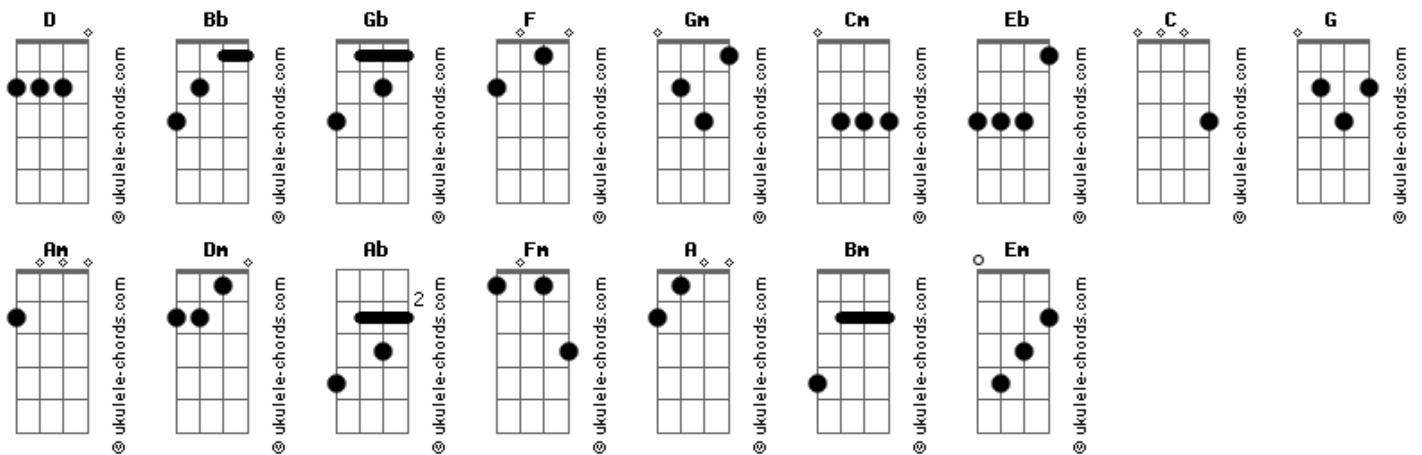 D Bb Gb F Gm Cm Eb C G
© ukulele-chords.com © ukulele-chords.com © ukulele-chords.com © ukulele-chords.com © ukulele-chords.com © ukulele-chords.com © ukulele-chords.com © ukulele-chords.com © ukulele-chords.com
Am Dm Ab Fm A Bm Em
2
© ukulele-chords.com © ukulele-chords.com © ukulele-chords.com © ukulele-chords.com © ukulele-chords.com © ukulele-chords.com © ukulele-chords.com